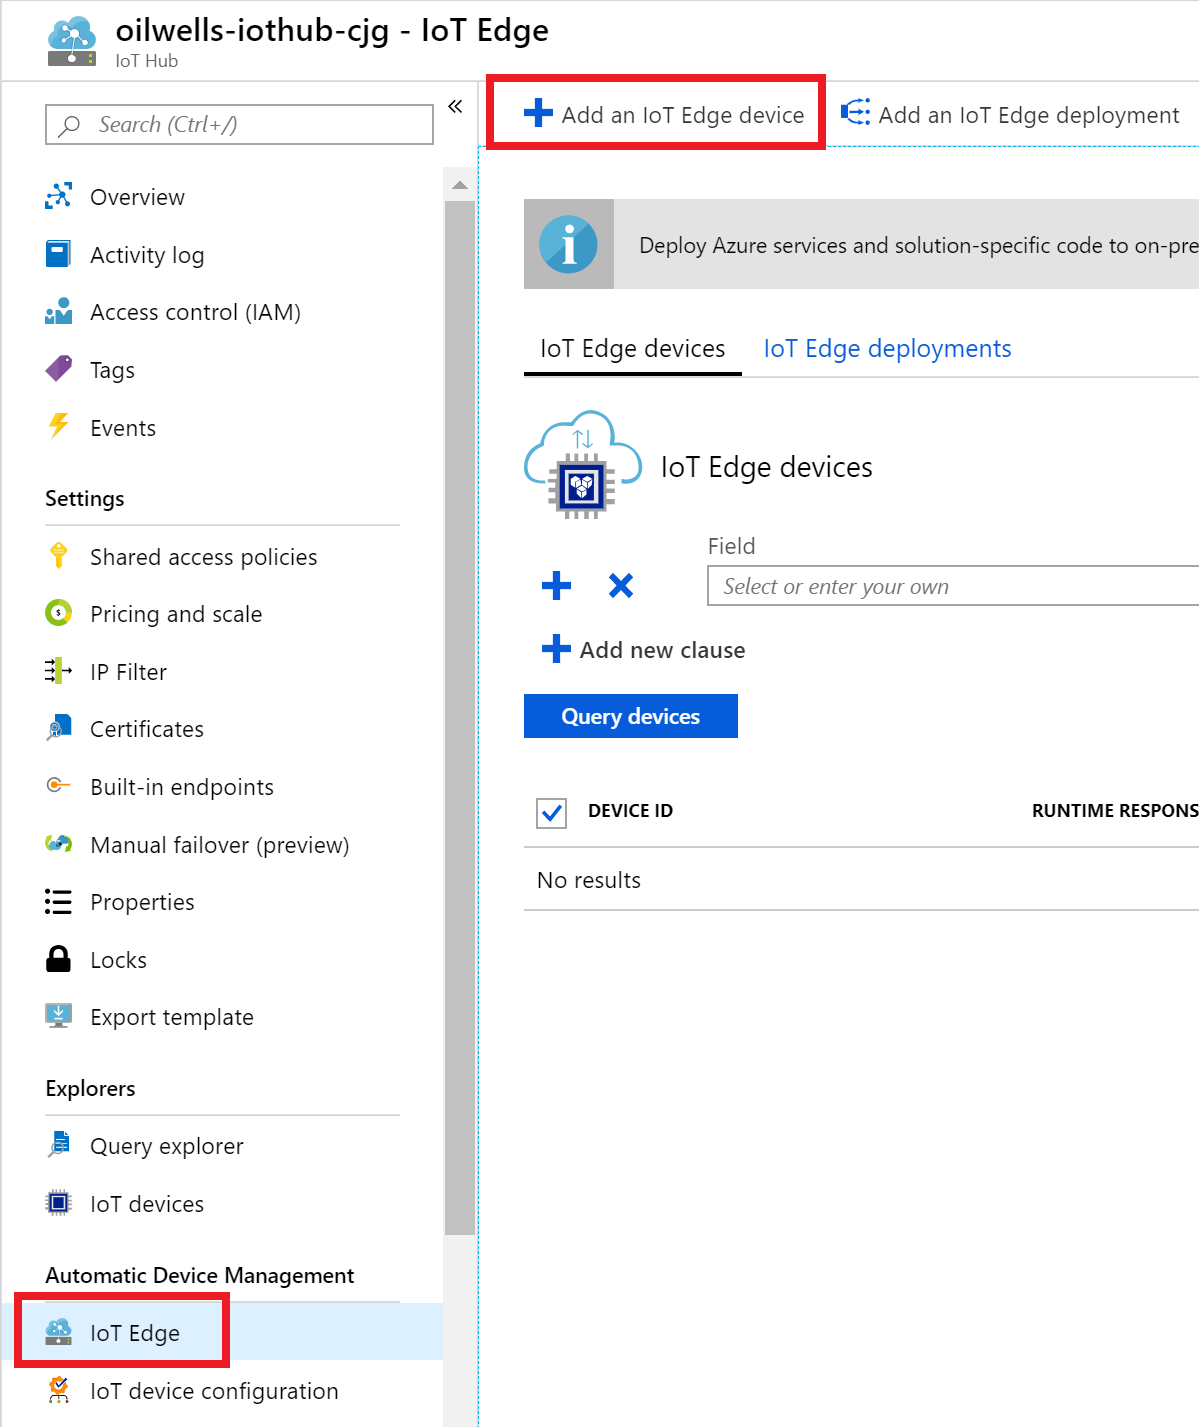 oilwells-iothub-cjg - IoT Edge
IoT Hub
Search (Ctrl+/)
Overview
Activity log
Access control (IAM)
Tags
Events
Settings
Shared access policies
Pricing and scale
IP Filter
Certificates
Built-in endpoints
Manual failover (preview)
Properties
Locks
Export template
Explorers
Query explorer
IoT devices
Automatic Device Management
IoT Edge
IoT device configuration
Add an IoT Edge device
Add an IoT Edge deployment
Deploy Azure services and solution-specific code to on-pre
IoT Edge devices
IoT Edge deployments
IoT Edge devices
Field
Select or enter your own
Add new clause
Query devices
DEVICE ID
RUNTIME RESPONS
No results